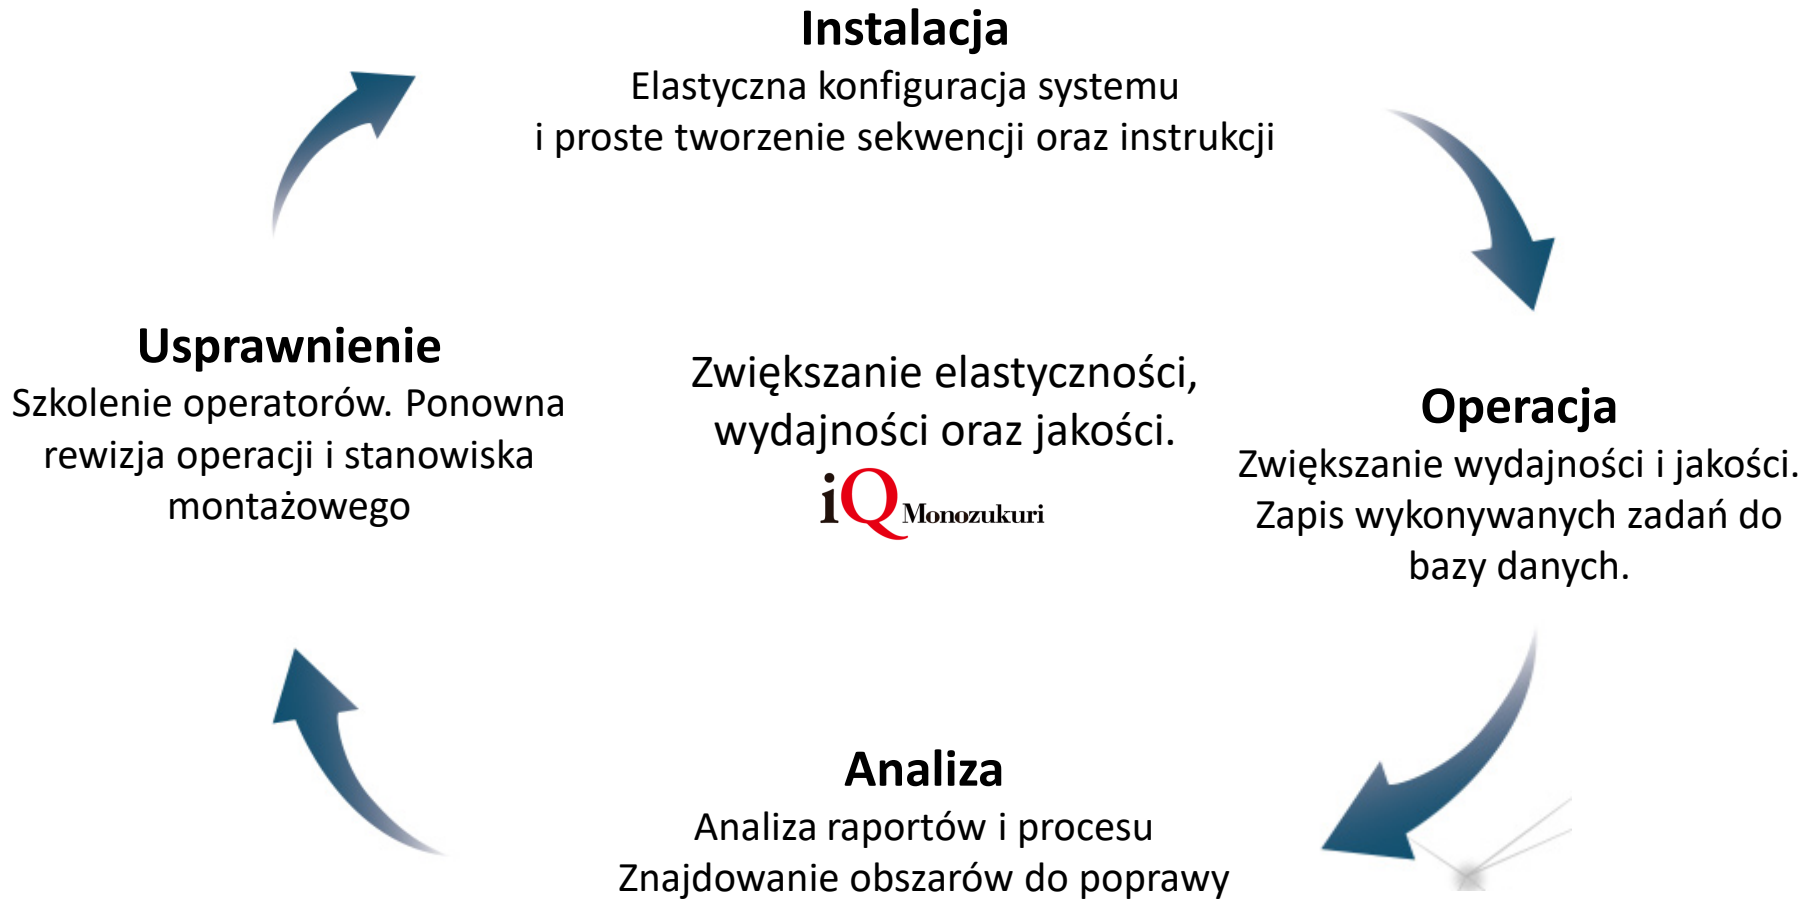 Instalacja
Elastyczna konfiguracja systemu
i proste tworzenie sekwencji oraz instrukcji
Usprawnienie
Szkolenie operatorów. Ponowna
rewizja operacji i stanowiska
montażowego
Zwiększanie elastyczności,
wydajności oraz jakości.
iQ Monozukuri
Operacja
Zwiększanie wydajności i jakości.
Zapis wykonywanych zadań do
bazy danych.
Analiza
Analiza raportów i procesu
Znajdowanie obszarów do poprawy